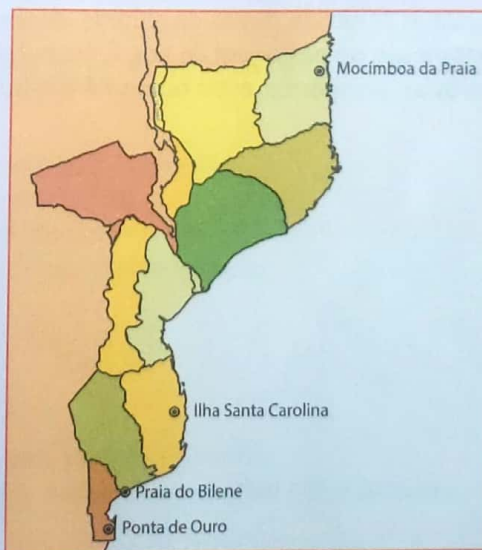 Mocímboa da Praia
Ilha Santa Carolina
Praia do Bilene
Ponta de Ouro